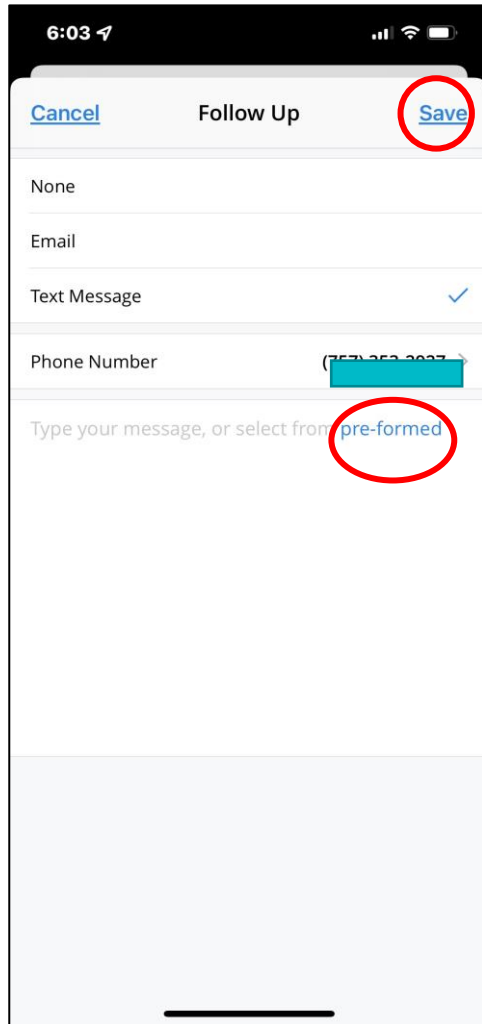 6:03
Cancel Follow Up Save
None
Email
Text Message
Phone Number
Type your message, or select from pre-formed